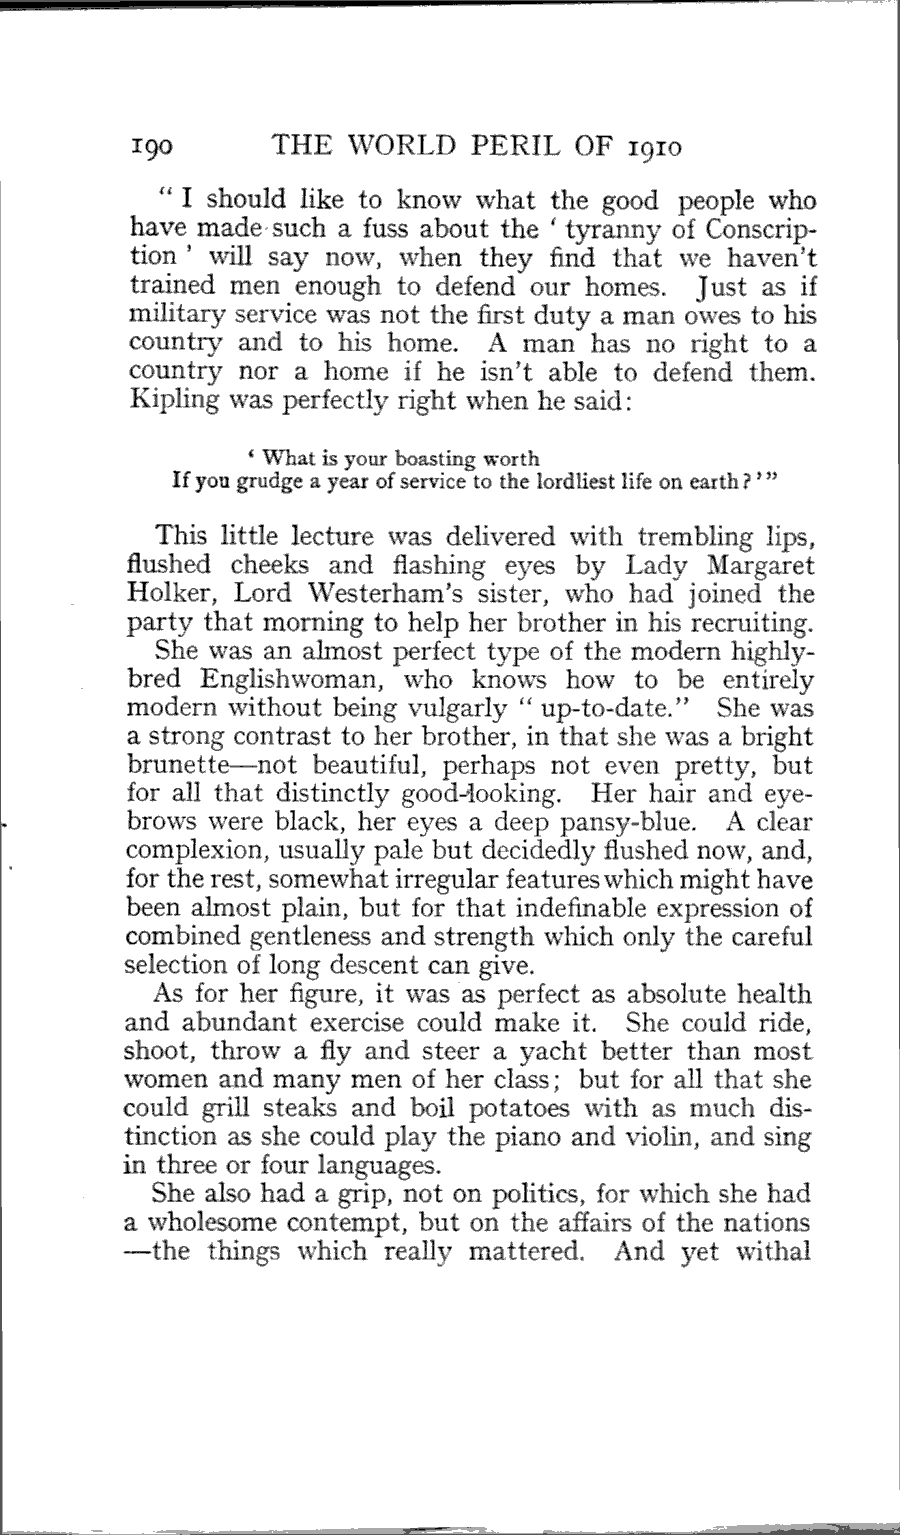 190 THE WORLD PERIL OF 1910
" I should like to know what the good people who
have made such a fuss about the ' tyranny of Conscrip-
tion ' will say now, when they find that we haven't
trained men enough to defend our homes. Just as if
military service was not the first duty a man owes to his
country and to his home. A man has no right to a
country nor a home if he isn't able to defend them.
Kipling was perfectly right when he said:
' What is your boasting worth
If you grudge a year of service to the lordliest life on earth?'"
This little lecture was delivered with trembling lips,
flushed cheeks and flashing eyes by Lady Margaret
Holker, Lord Westerham's sister, who had joined the
party that morning to help her brother in his recruiting.
She was an almost perfect type of the modern highly-
bred Englishwoman, who knows how to be entirely
modern without being vulgarly " up-to-date." She was
a strong contrast to her brother, in that she was a bright
brunette—not beautiful, perhaps not even pretty, but
for all that distinctly good-looking. Her hair and eye-
brows were black, her eyes a deep pansy-blue. A clear
complexion, usually pale but decidedly flushed now, and,
for the rest, somewhat irregular features which might have
been almost plain, but for that indefinable expression of
combined gentleness and strength which only the careful
selection of long descent can give.
As for her figure, it was as perfect as absolute health
and abundant exercise could make it. She could ride,
shoot, throw a fly and steer a yacht better than most
women and many men of her class; but for all that she
could grill steaks and boil potatoes with as much dis-
tinction as she could play the piano and violin, and sing
in three or four languages.
She also had a grip, not on politics, for which she had
a wholesome contempt, but on the affairs of the nations
—the things which really mattered. And yet withal